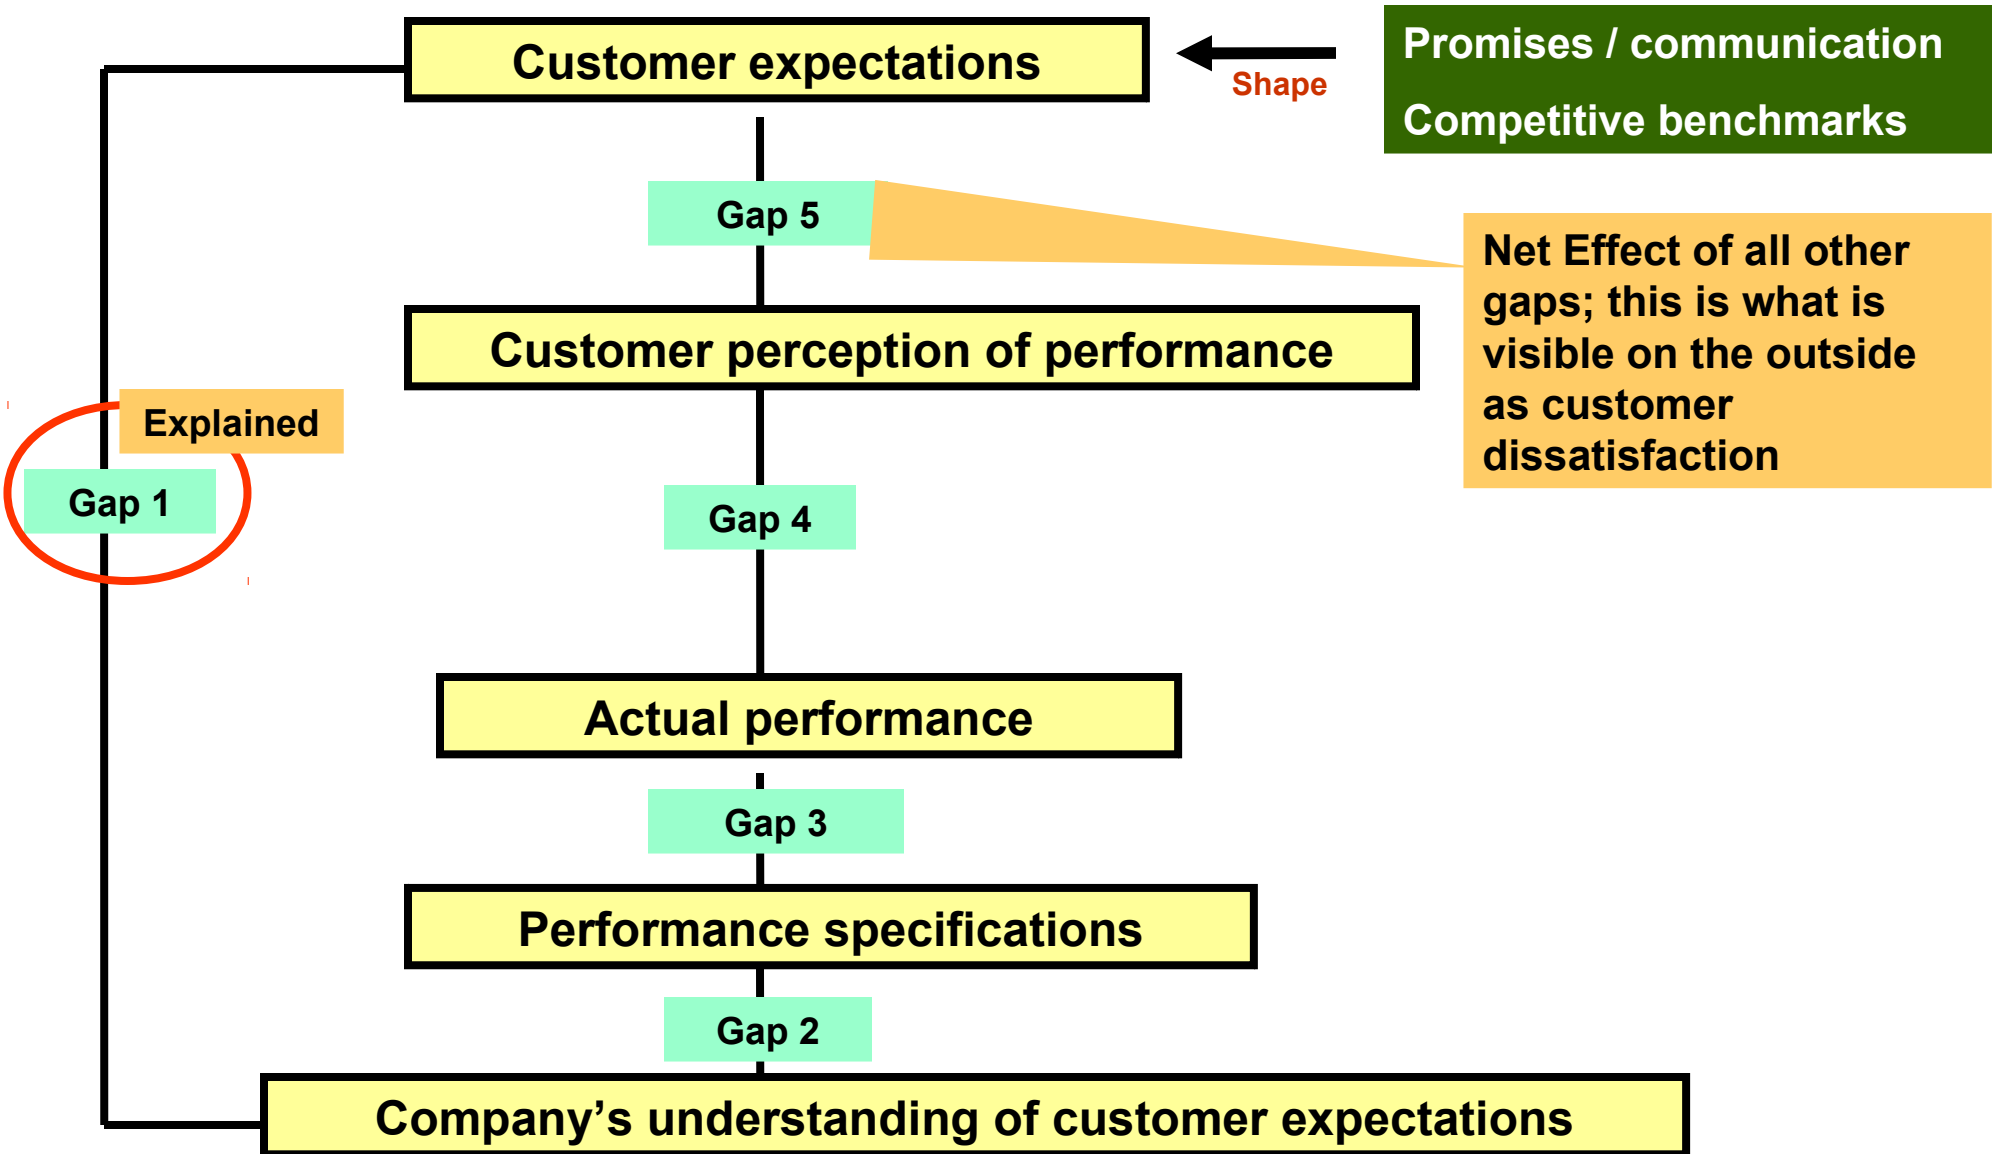 Customer expectations
Shape
Promises / communication
Competitive benchmarks
Gap 5
Net Effect of all other
gaps; this is what is
visible on the outside
as customer
dissatisfaction
Customer perception of performance
Explained
Gap 1
Gap 4
Actual performance
Gap 3
Performance specifications
Gap 2
Company’s understanding of customer expectations